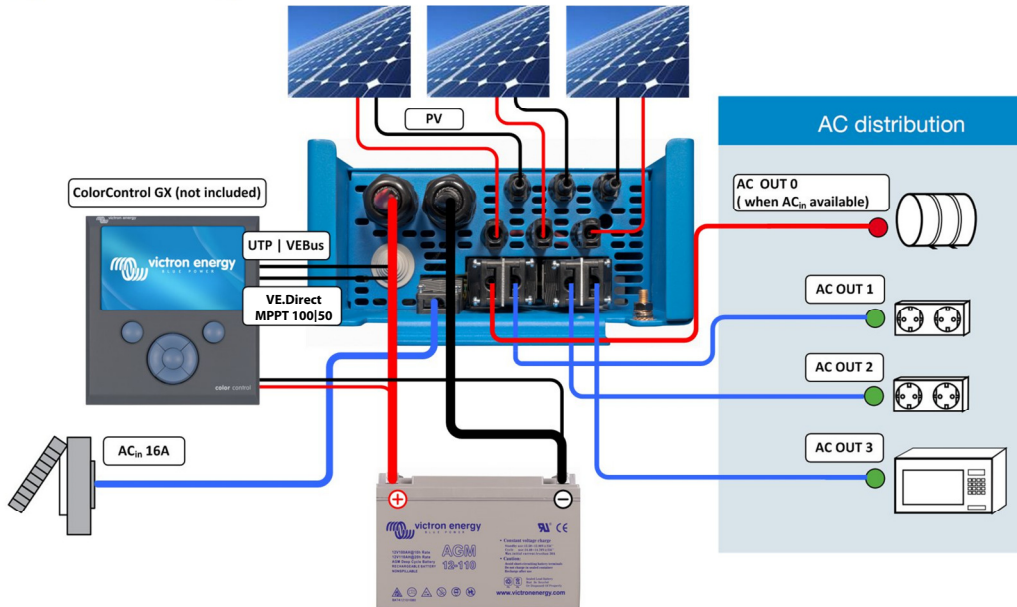 PV
AC distribution
ColorControl GX (not included)
AC OUT 0
( when ACin available)
UTP | VEBus
victron energy
BLUE POWER
VE.Direct
MPPT 100|50
AC OUT 1
AC OUT 2
color control
ACin 16A
AC OUT 3
+
−
victron energy
BLUE POWER
AGM
12-110
www.victronenergy.com